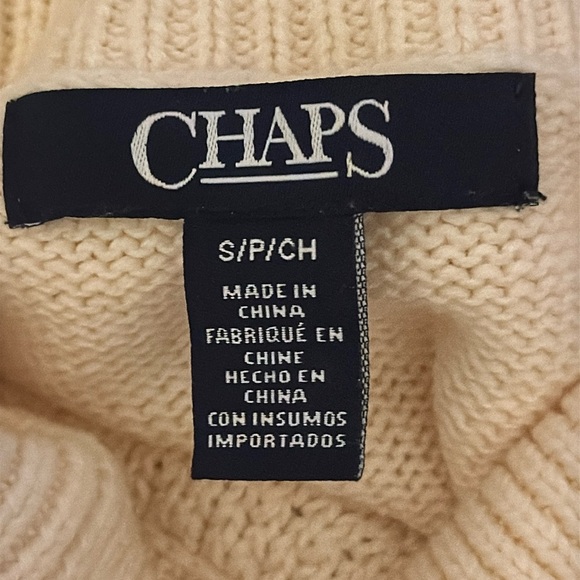 CHAPS
S/P/CH
MADE IN
CHINA
FABRIQUÉ EN
CHINE
HECHO EN
CHINA
CON INSUMOS
IMPORTADOS